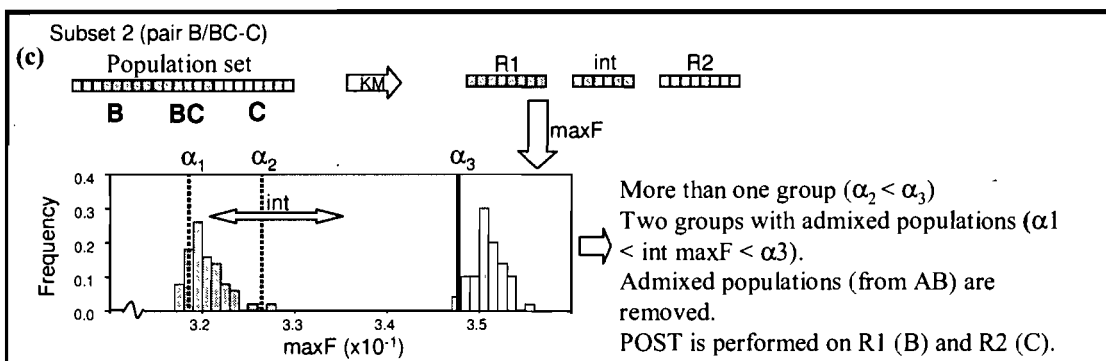 Subset 2 (pair B/BC-C)
(c)
Population set
B BC C
KM
R1 int R2
maxF
α1 α2 α3
int
Frequency
0.4
0.3
0.2
0.1
0.0
3.2 3.3 3.4 3.5
maxF (x10-1)
More than one group (α2 < α3)
Two groups with admixed populations (α1
< int maxF < α3).
Admixed populations (from AB) are
removed.
POST is performed on R1 (B) and R2 (C).